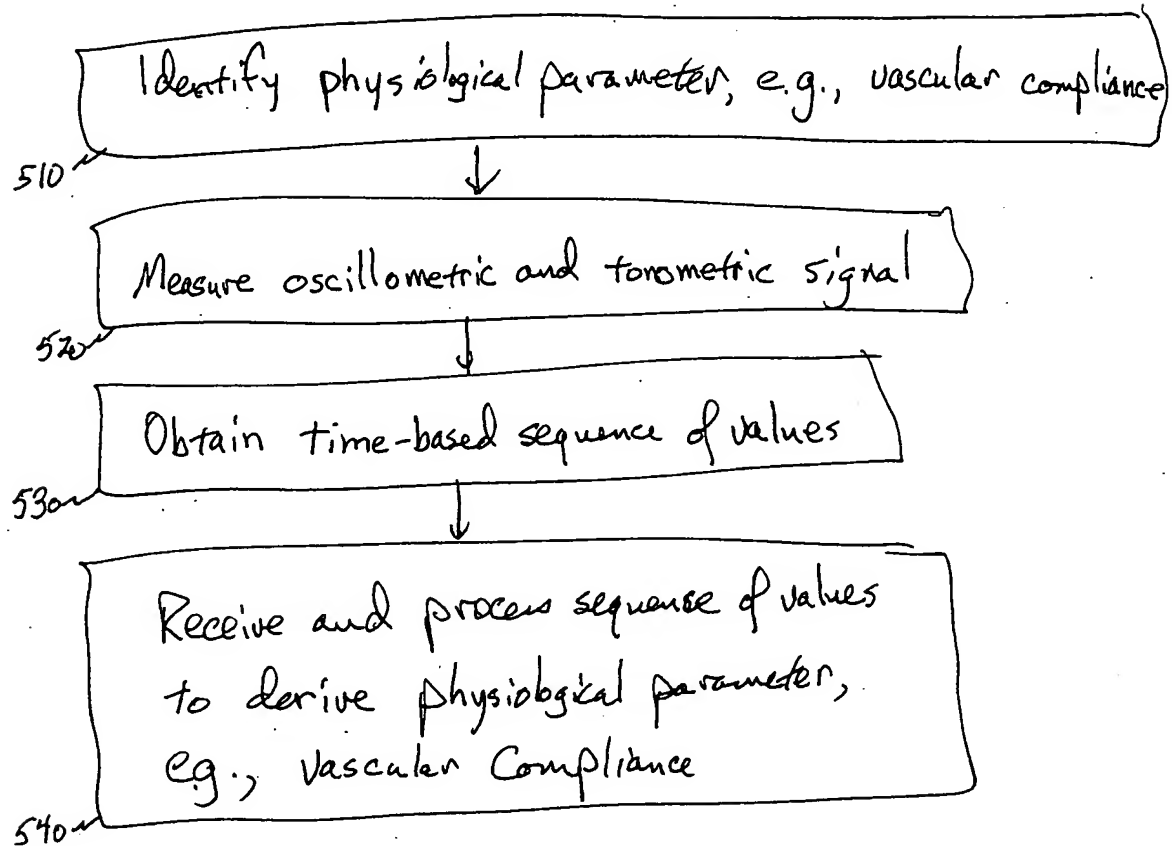 Identify physiological parameter, e.g., vascular compliance
510
Measure oscillometric and tonometric signal
520
Obtain time-based sequence of values
530
Receive and process sequence of values
to derive physiological parameter,
e.g., Vascular Compliance
540